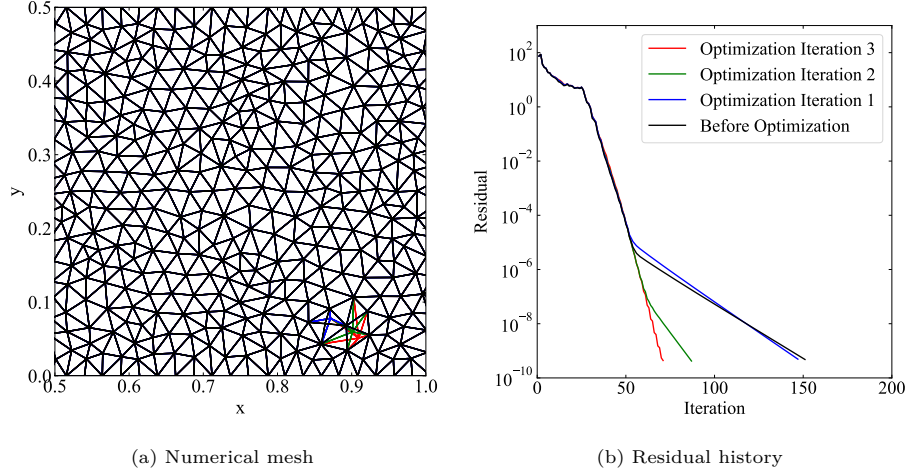 0.5
0.4
0.3
0.2
0.1
0.0
y
0.5 0.6 0.7 0.8 0.9 1.0
x
(a) Numerical mesh
10^2
10^0
10^-2
10^-4
10^-6
10^-8
10^-10
Residual
Optimization Iteration 3
Optimization Iteration 2
Optimization Iteration 1
Before Optimization
0 50 100 150 200
Iteration
(b) Residual history